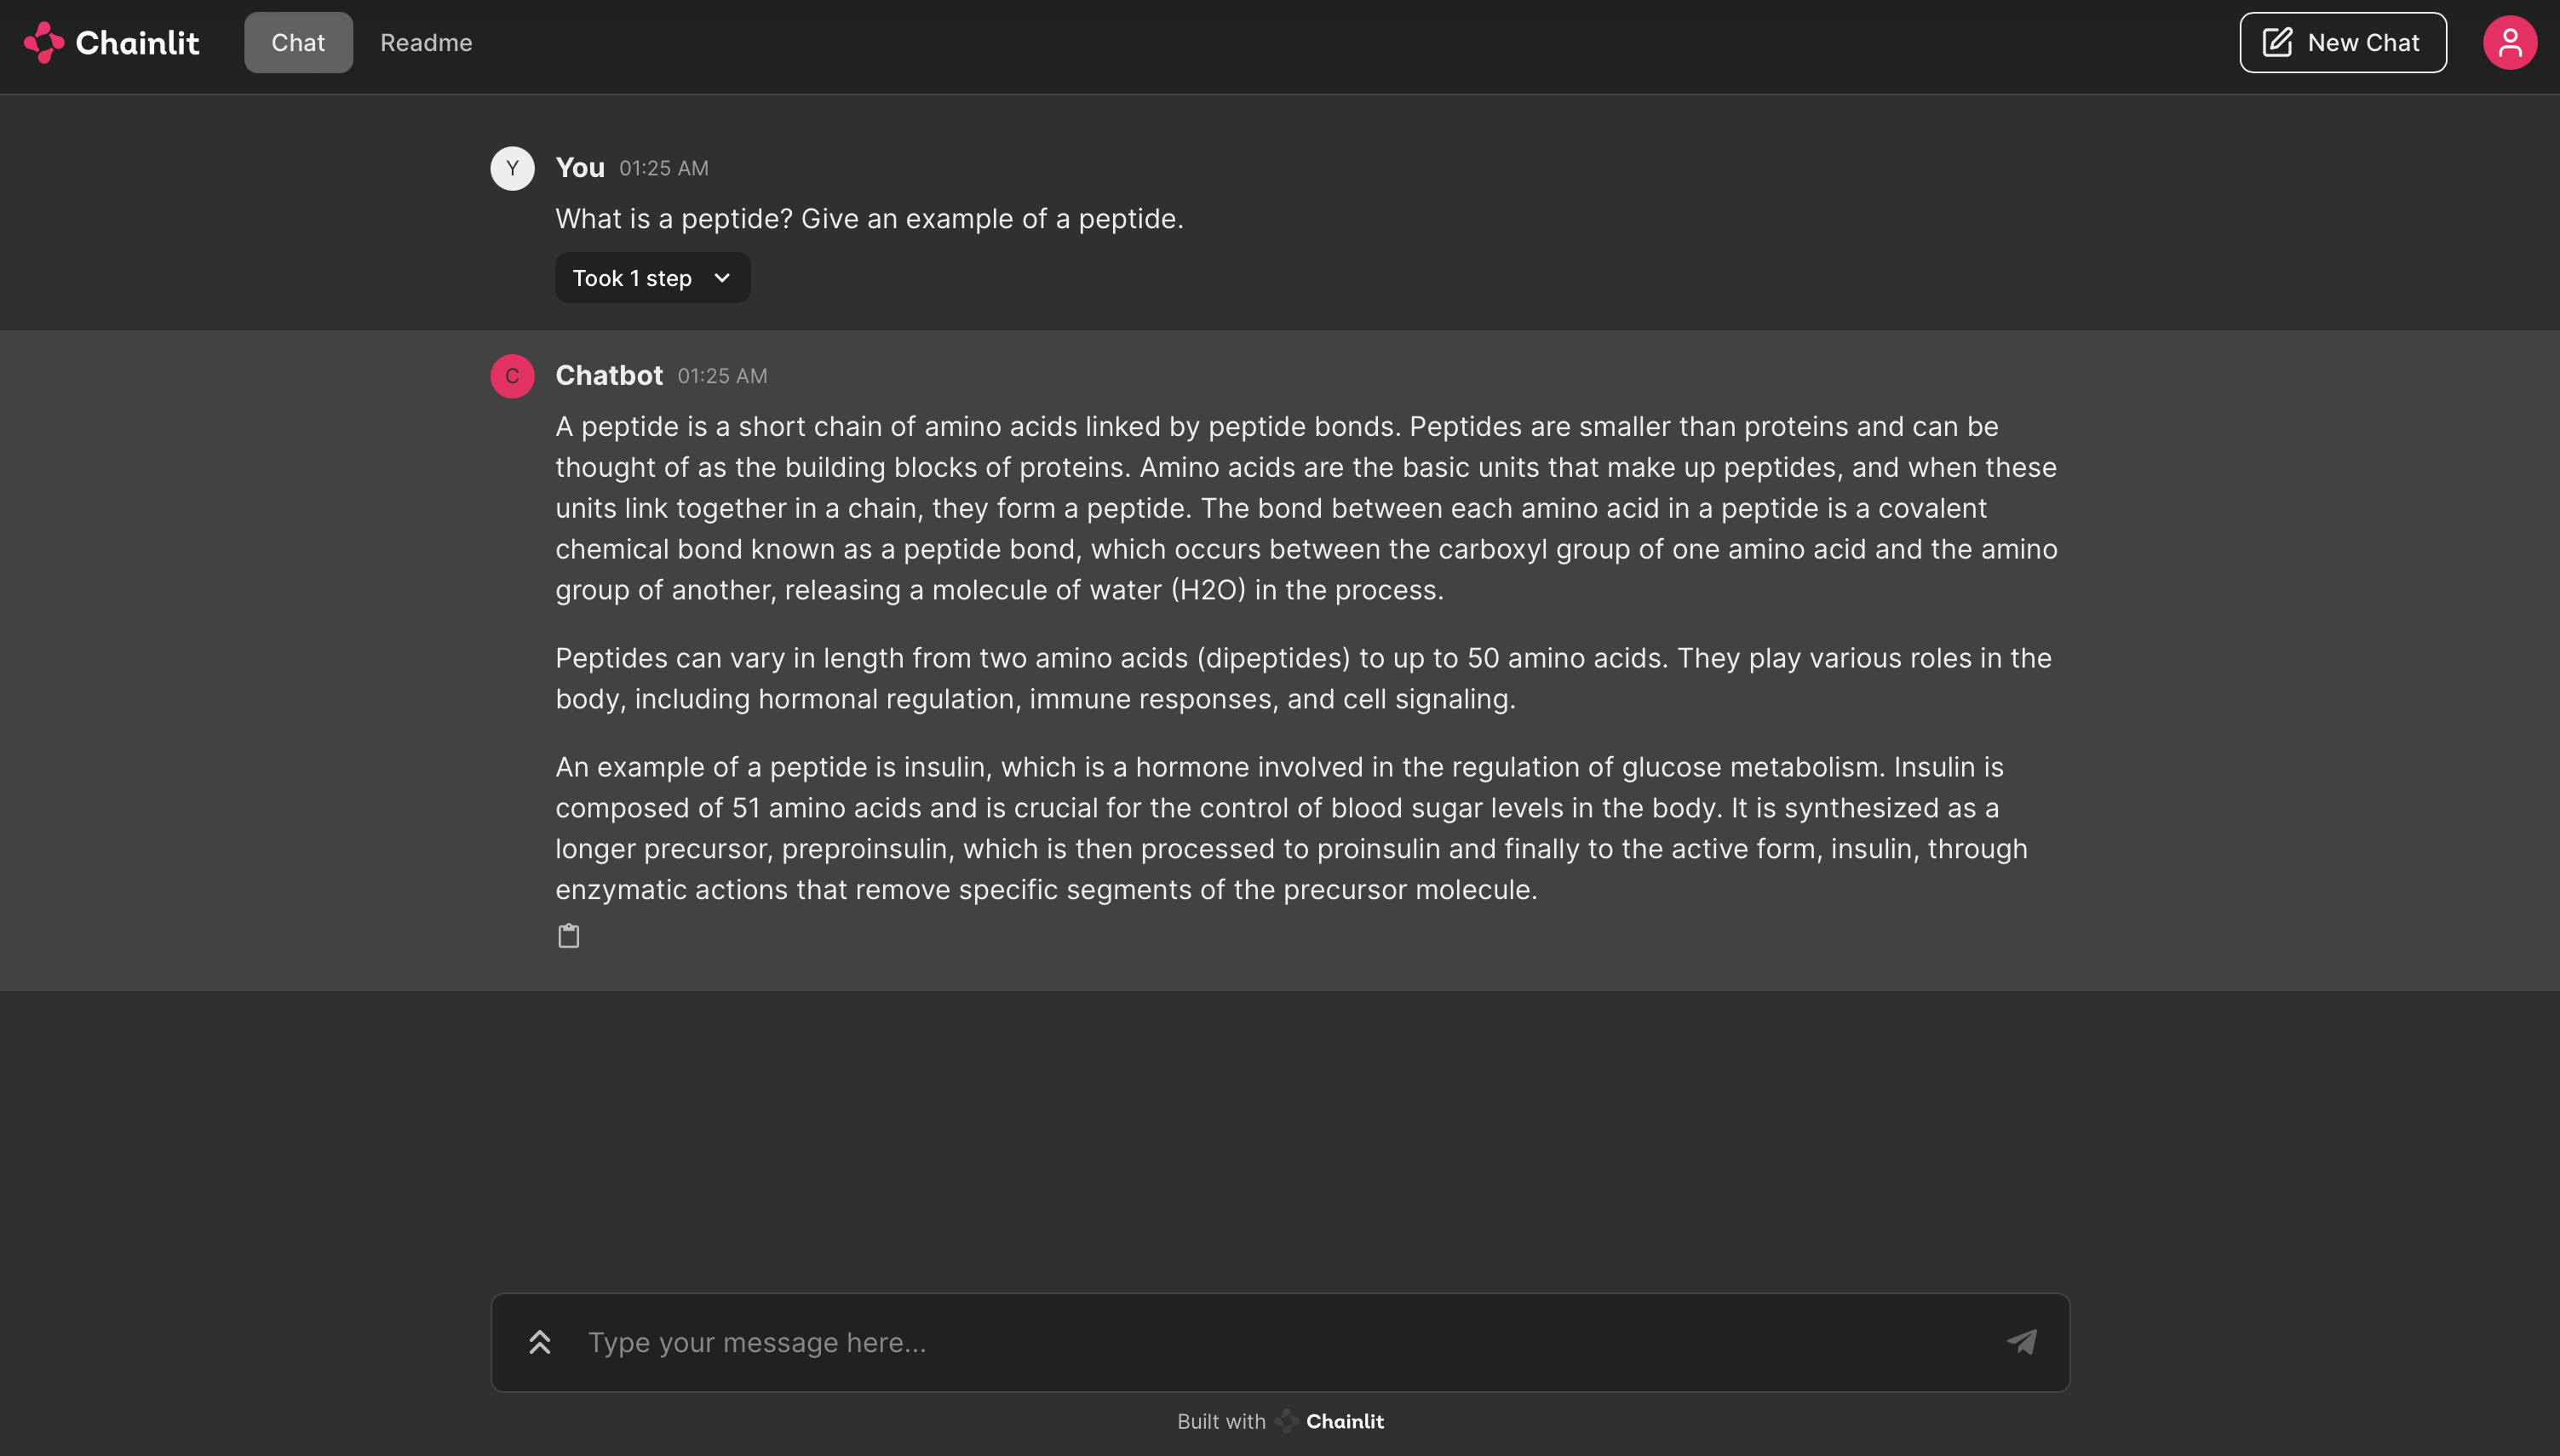 Chainlit
Chat
Readme
New Chat
Y
You 01:25 AM
What is a peptide? Give an example of a peptide.
Took 1 step
C
Chatbot 01:25 AM
A peptide is a short chain of amino acids linked by peptide bonds. Peptides are smaller than proteins and can be
thought of as the building blocks of proteins. Amino acids are the basic units that make up peptides, and when these
units link together in a chain, they form a peptide. The bond between each amino acid in a peptide is a covalent
chemical bond known as a peptide bond, which occurs between the carboxyl group of one amino acid and the amino
group of another, releasing a molecule of water (H2O) in the process.
Peptides can vary in length from two amino acids (dipeptides) to up to 50 amino acids. They play various roles in the
body, including hormonal regulation, immune responses, and cell signaling.
An example of a peptide is insulin, which is a hormone involved in the regulation of glucose metabolism. Insulin is
composed of 51 amino acids and is crucial for the control of blood sugar levels in the body. It is synthesized as a
longer precursor, preproinsulin, which is then processed to proinsulin and finally to the active form, insulin, through
enzymatic actions that remove specific segments of the precursor molecule.
Type your message here...
Built with Chainlit